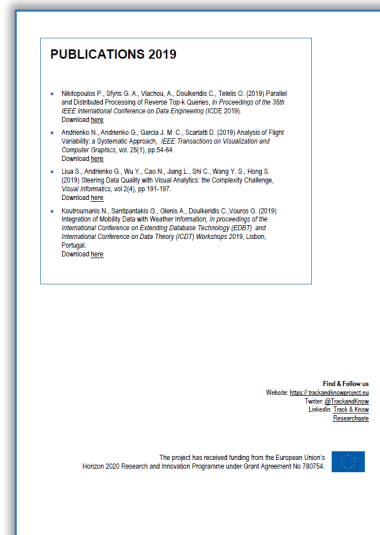 PUBLICATIONS 2019
• Nikitopoulos P., Sfyris G. A., Vlachou, A., Doulkeridis C., Telelis O. (2019) Parallel
and Distributed Processing of Reverse Top-k Queries, In Proceedings of the 35th
IEEE International Conference on Data Engineering (ICDE 2019).
Download here
• Andrienko N., Andrienko G., Garcia J. M. C., Scarlatti D. (2019) Analysis of Flight
Variability: a Systematic Approach, IEEE Transactions on Visualization and
Computer Graphics, vol. 25(1), pp.54-64.
Download here
• Liua S., Andrienko G., Wu Y., Cao N., Jiang L., Shi C., Wang Y. S., Hong S.
(2019) Steering Data Quality with Visual Analytics: the Complexity Challenge,
Visual Informatics, vol 2(4), pp.191-197.
Download here
• Koutroumanis N., Santipantakis G., Glenis A., Doulkeridis C.,Vouros G. (2019)
Integration of Mobility Data with Weather Information, In proceedings of the
International Conference on Extending Database Technology (EDBT) and
International Conference on Data Theory (ICDT) Workshops 2019, Lisbon,
Portugal.
Download here
Find & Follow us
Website: https:// trackandknowproject.eu
Twitter: @TrackandKnow
LinkedIn: Track & Know
Researchgate
The project has received funding from the European Union's
Horizon 2020 Research and Innovation Programme under Grant Agreement No 780754.